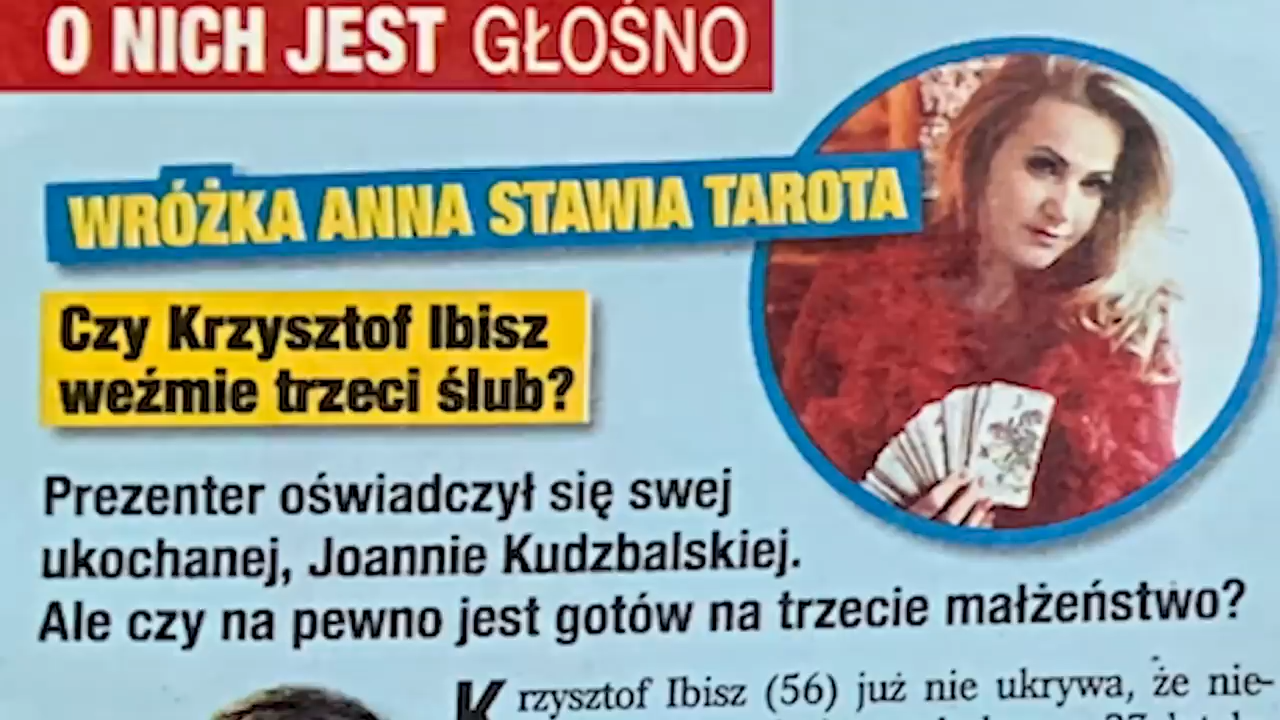 O NICH JEST GŁOŚNO
WRÓŻKA ANNA STAWIA TAROTA
Czy Krzysztof Ibisz
weźmie trzeci ślub?
Prezenter oświadczył się swej
ukochanej, Joannie Kudzbalskiej.
Ale czy na pewno jest gotów na trzecie małżeństwo?
Krzysztof Ibisz (56) już nie ukrywa, że nie-